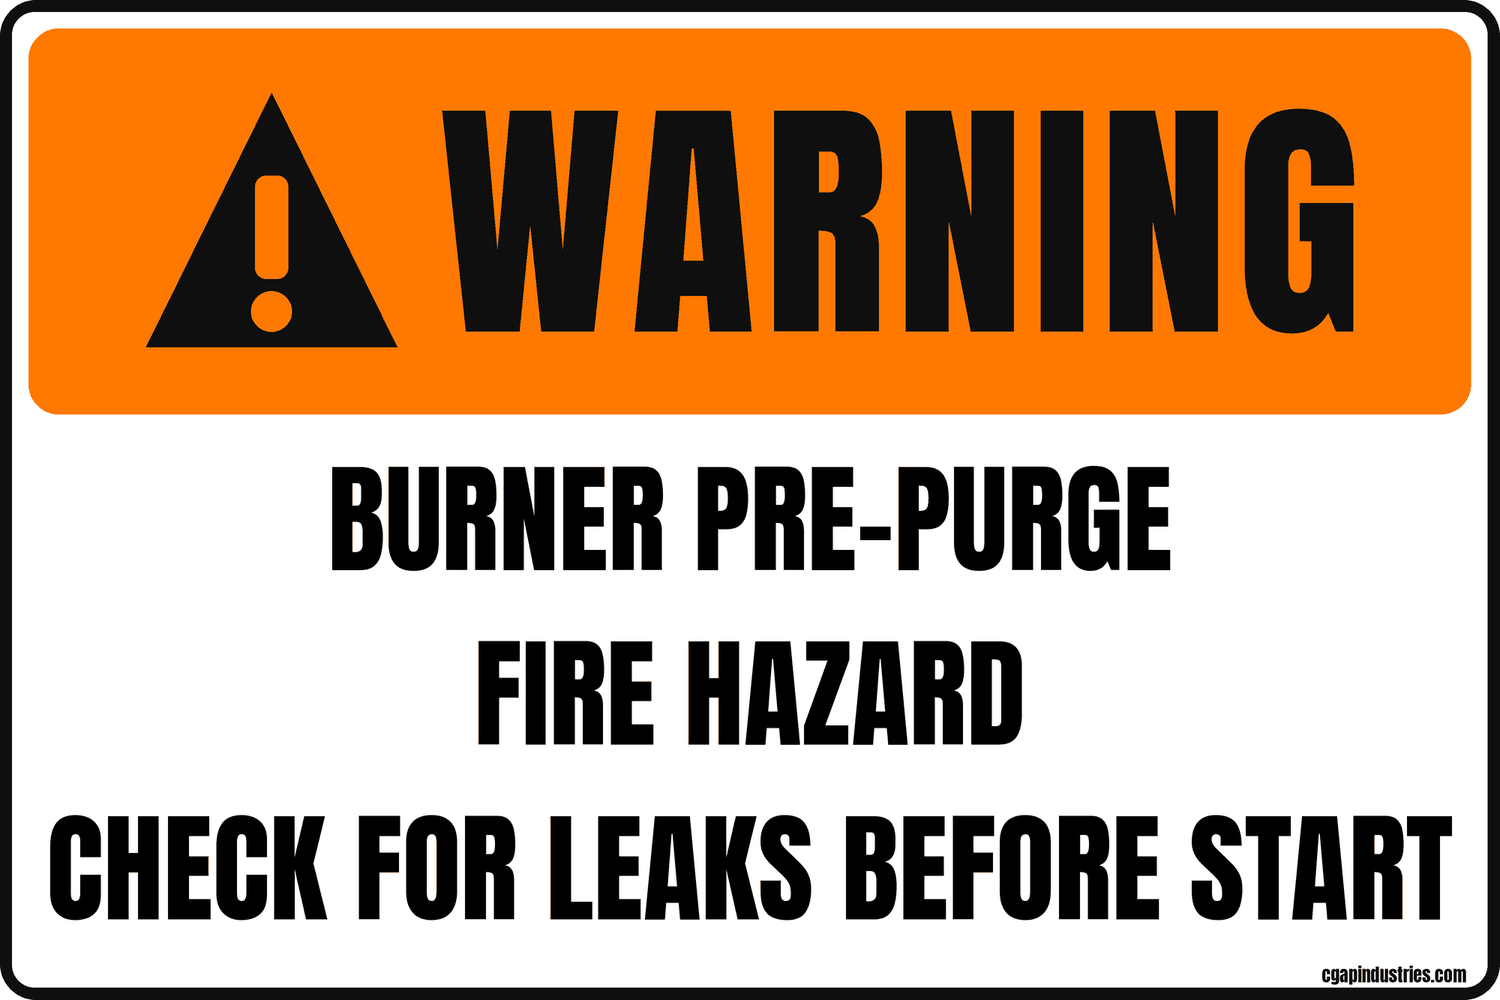 WARNING
BURNER PRE-PURGE
FIRE HAZARD
CHECK FOR LEAKS BEFORE START
cgapindustries.com